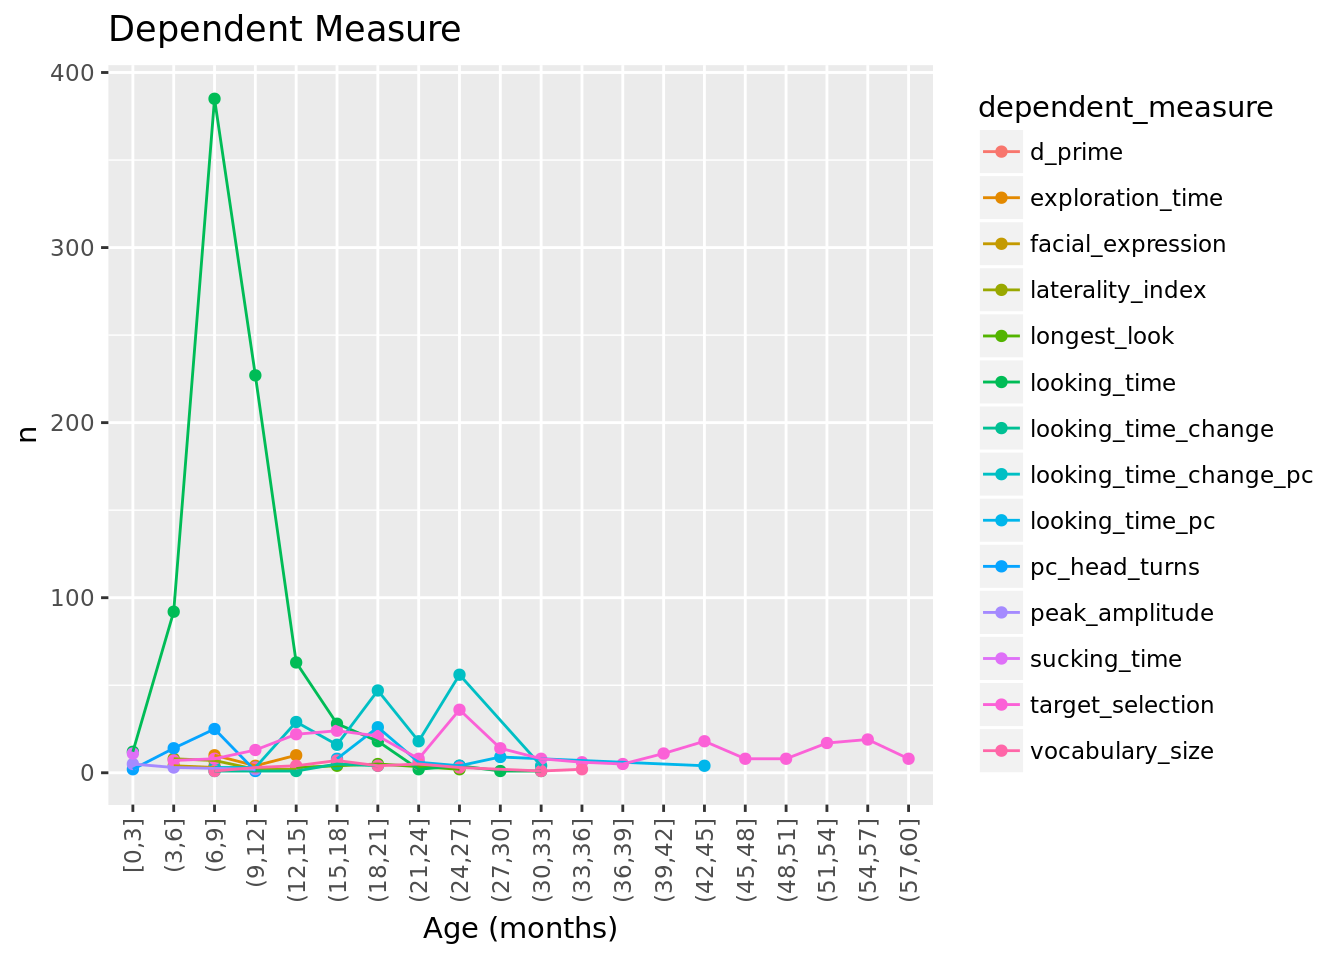 Dependent Measure
400
300
200
100
0
n
[0,3]
(3,6]
(6,9]
(9,12]
(12,15]
(15,18]
(18,21]
(21,24]
(24,27]
(27,30]
(30,33]
(33,36]
(36,39]
(39,42]
(42,45]
(45,48]
(48,51]
(51,54]
(54,57]
(57,60]
Age (months)
dependent_measure
d_prime
exploration_time
facial_expression
laterality_index
longest_look
looking_time
looking_time_change
looking_time_change_pc
looking_time_pc
pc_head_turns
peak_amplitude
sucking_time
target_selection
vocabulary_size